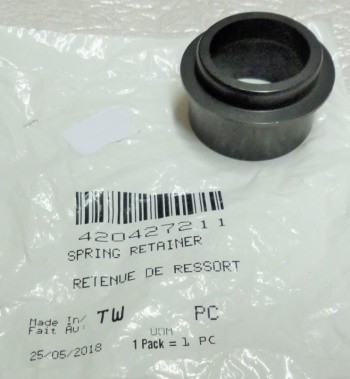 420427211
SPRING RETAINER
RETENUE DE RESSORT
Made In/ TW PC
Fait Au:
UOM
25/05/2018 1 Pack = 1 PC